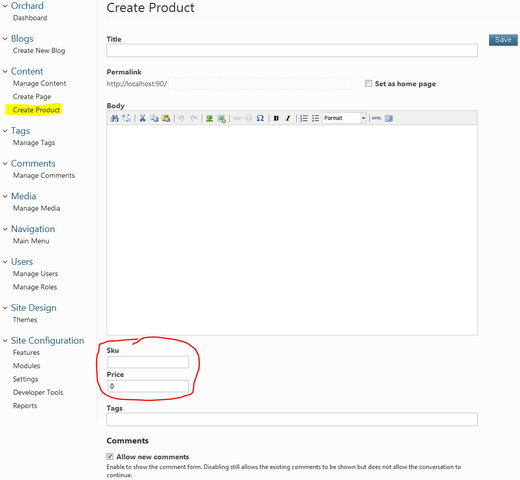 Orchard
Dashboard
Blogs
Create New Blog
Content
Manage Content
Create Page
Create Product
Tags
Manage Tags
Comments
Manage Comments
Media
Manage Media
Navigation
Main Menu
Users
Manage Users
Manage Roles
Site Design
Themes
Site Configuration
Features
Modules
Settings
Developer Tools
Reports
Create Product
Title
Save
Permalink
http://localhost:90/
Set as home page
Body
B I Format HTML
Sku
Price
0
Tags
Comments
Allow new comments
Enable to show the comment form. Disabling still allows the existing comments to be shown but does not allow the conversation to
continue.